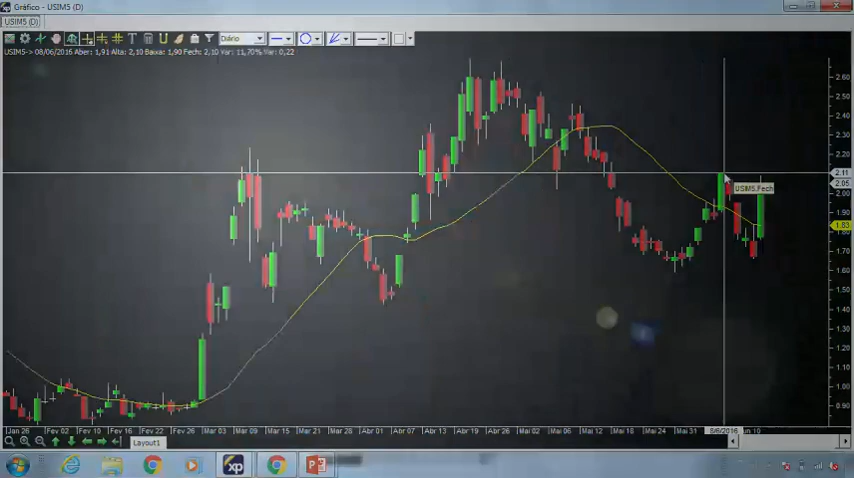 xp Gráfico - USIM5 (D)
USIM5 (D)
T U T Diário
USIM5-> 08/06/2016 Aber: 1,91 Alta: 2,10 Baixa: 1,90 Fech: 2,10 Var: 11,70% Var: 0,22
2.60
2.50
2.40
2.30
2.20
2.11
2.05
USIM5.Fech
2.00
1.90
1.83
1.80
1.70
1.60
1.50
1.40
1.30
1.20
1.10
1.00
0.90
Jan 26 Fev 02 Fev 10 Fev 16 Fev 22 Fev 26 Mar 03 Mar 09 Mar 15 Mar 21 Mar 28 Abr 01 Abr 07 Abr 13 Abr 19 Abr 26 Mai 02 Mai 06 Mai 12 Mai 18 Mai 24 Mai 31 8/6/2016 un 10
Layout1
xp